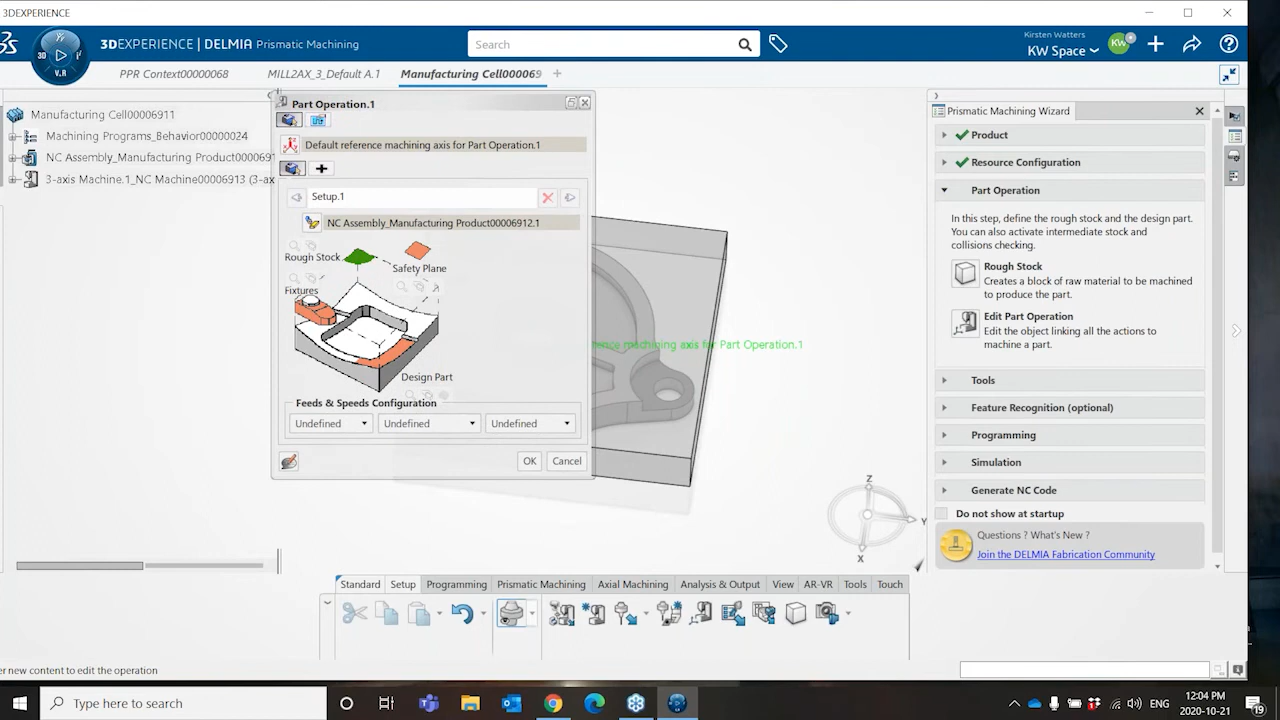 3DEXPERIENCE
3DEXPERIENCE | DELMIA Prismatic Machining
Search
Kirsten Watters
KW Space
KW
3D
V.R
PPR Context00000068
MILL2AX_3_Default A.1
Manufacturing Cell000069
Manufacturing Cell00006911
Machining Programs_Behavior00000024
NC Assembly_Manufacturing Product0000691
3-axis Machine.1_NC Machine00006913 (3-ax
Part Operation.1
Default reference machining axis for Part Operation.1
Setup.1
NC Assembly_Manufacturing Product00006912.1
Rough Stock
Safety Plane
Fixtures
Design Part
Feeds & Speeds Configuration
Undefined
Undefined
Undefined
OK
Cancel
ence machining axis for Part Operation.1
Z
Y
X
Prismatic Machining Wizard
Product
Resource Configuration
Part Operation
In this step, define the rough stock and the design part.
You can also activate intermediate stock and
collisions checking.
Rough Stock
Creates a block of raw material to be machined
to produce the part.
Edit Part Operation
Edit the object linking all the actions to
machine a part.
Tools
Feature Recognition (optional)
Programming
Simulation
Generate NC Code
Do not show at startup
Questions ? What's New ?
Join the DELMIA Fabrication Community
Standard
Setup
Programming
Prismatic Machining
Axial Machining
Analysis & Output
View
AR-VR
Tools
Touch
er new content to edit the operation
Type here to search
ENG
12:04 PM
2020-10-21
19